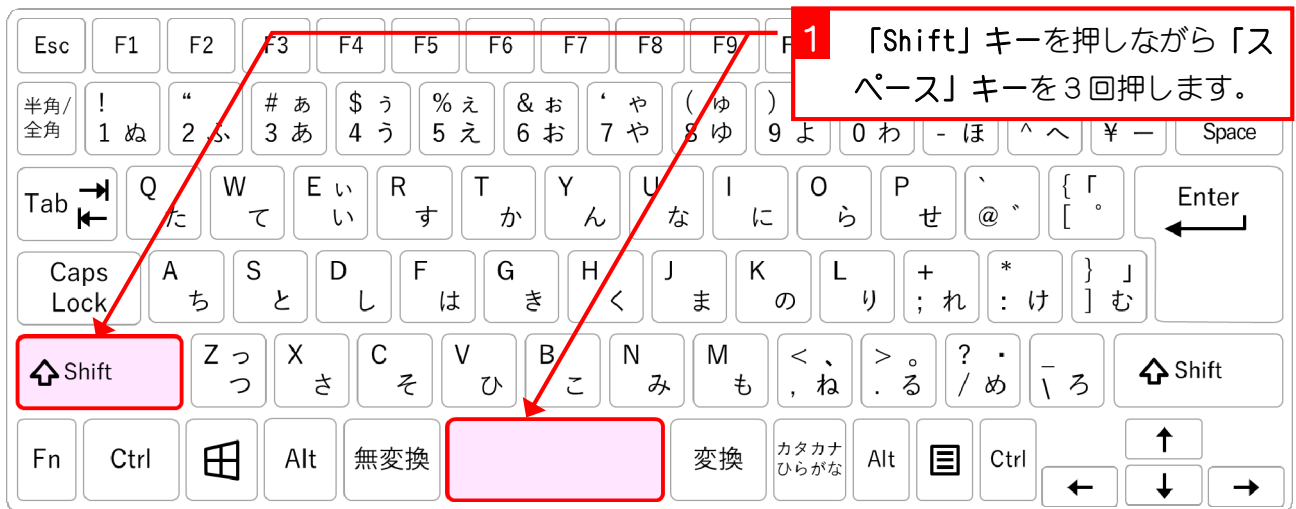 1 「Shift」キーを押しながら「ス
ペース」キーを３回押します。
Esc F1 F2 F3 F4 F5 F6 F7 F8 F9 F
半角/ ! “ # ぁ $ ぅ % ぇ & ぉ ‘ ゃ ( ゅ )
全角 1 ぬ 2 ふ 3 あ 4 う 5 え 6 お 7 や 8 ゆ 9 よ 0 わ - ほ ^ へ ¥ ー Space
Tab Q た W て E ぃ い R す T か Y ん U な I に O ら P せ ` @ ゛ { 「 [ ゜ Enter
Caps Lock A ち S と D し F は G き H く J ま K の L り + ; れ * : け } 」 ] む
Shift Z っ つ X さ C そ V ひ B こ N み M も < 、 , ね > 。 . る ? ・ / め _ \ ろ Shift
Fn Ctrl Alt 無変換 変換 カタカナ ひらがな Alt Ctrl ↑
← ↓ →